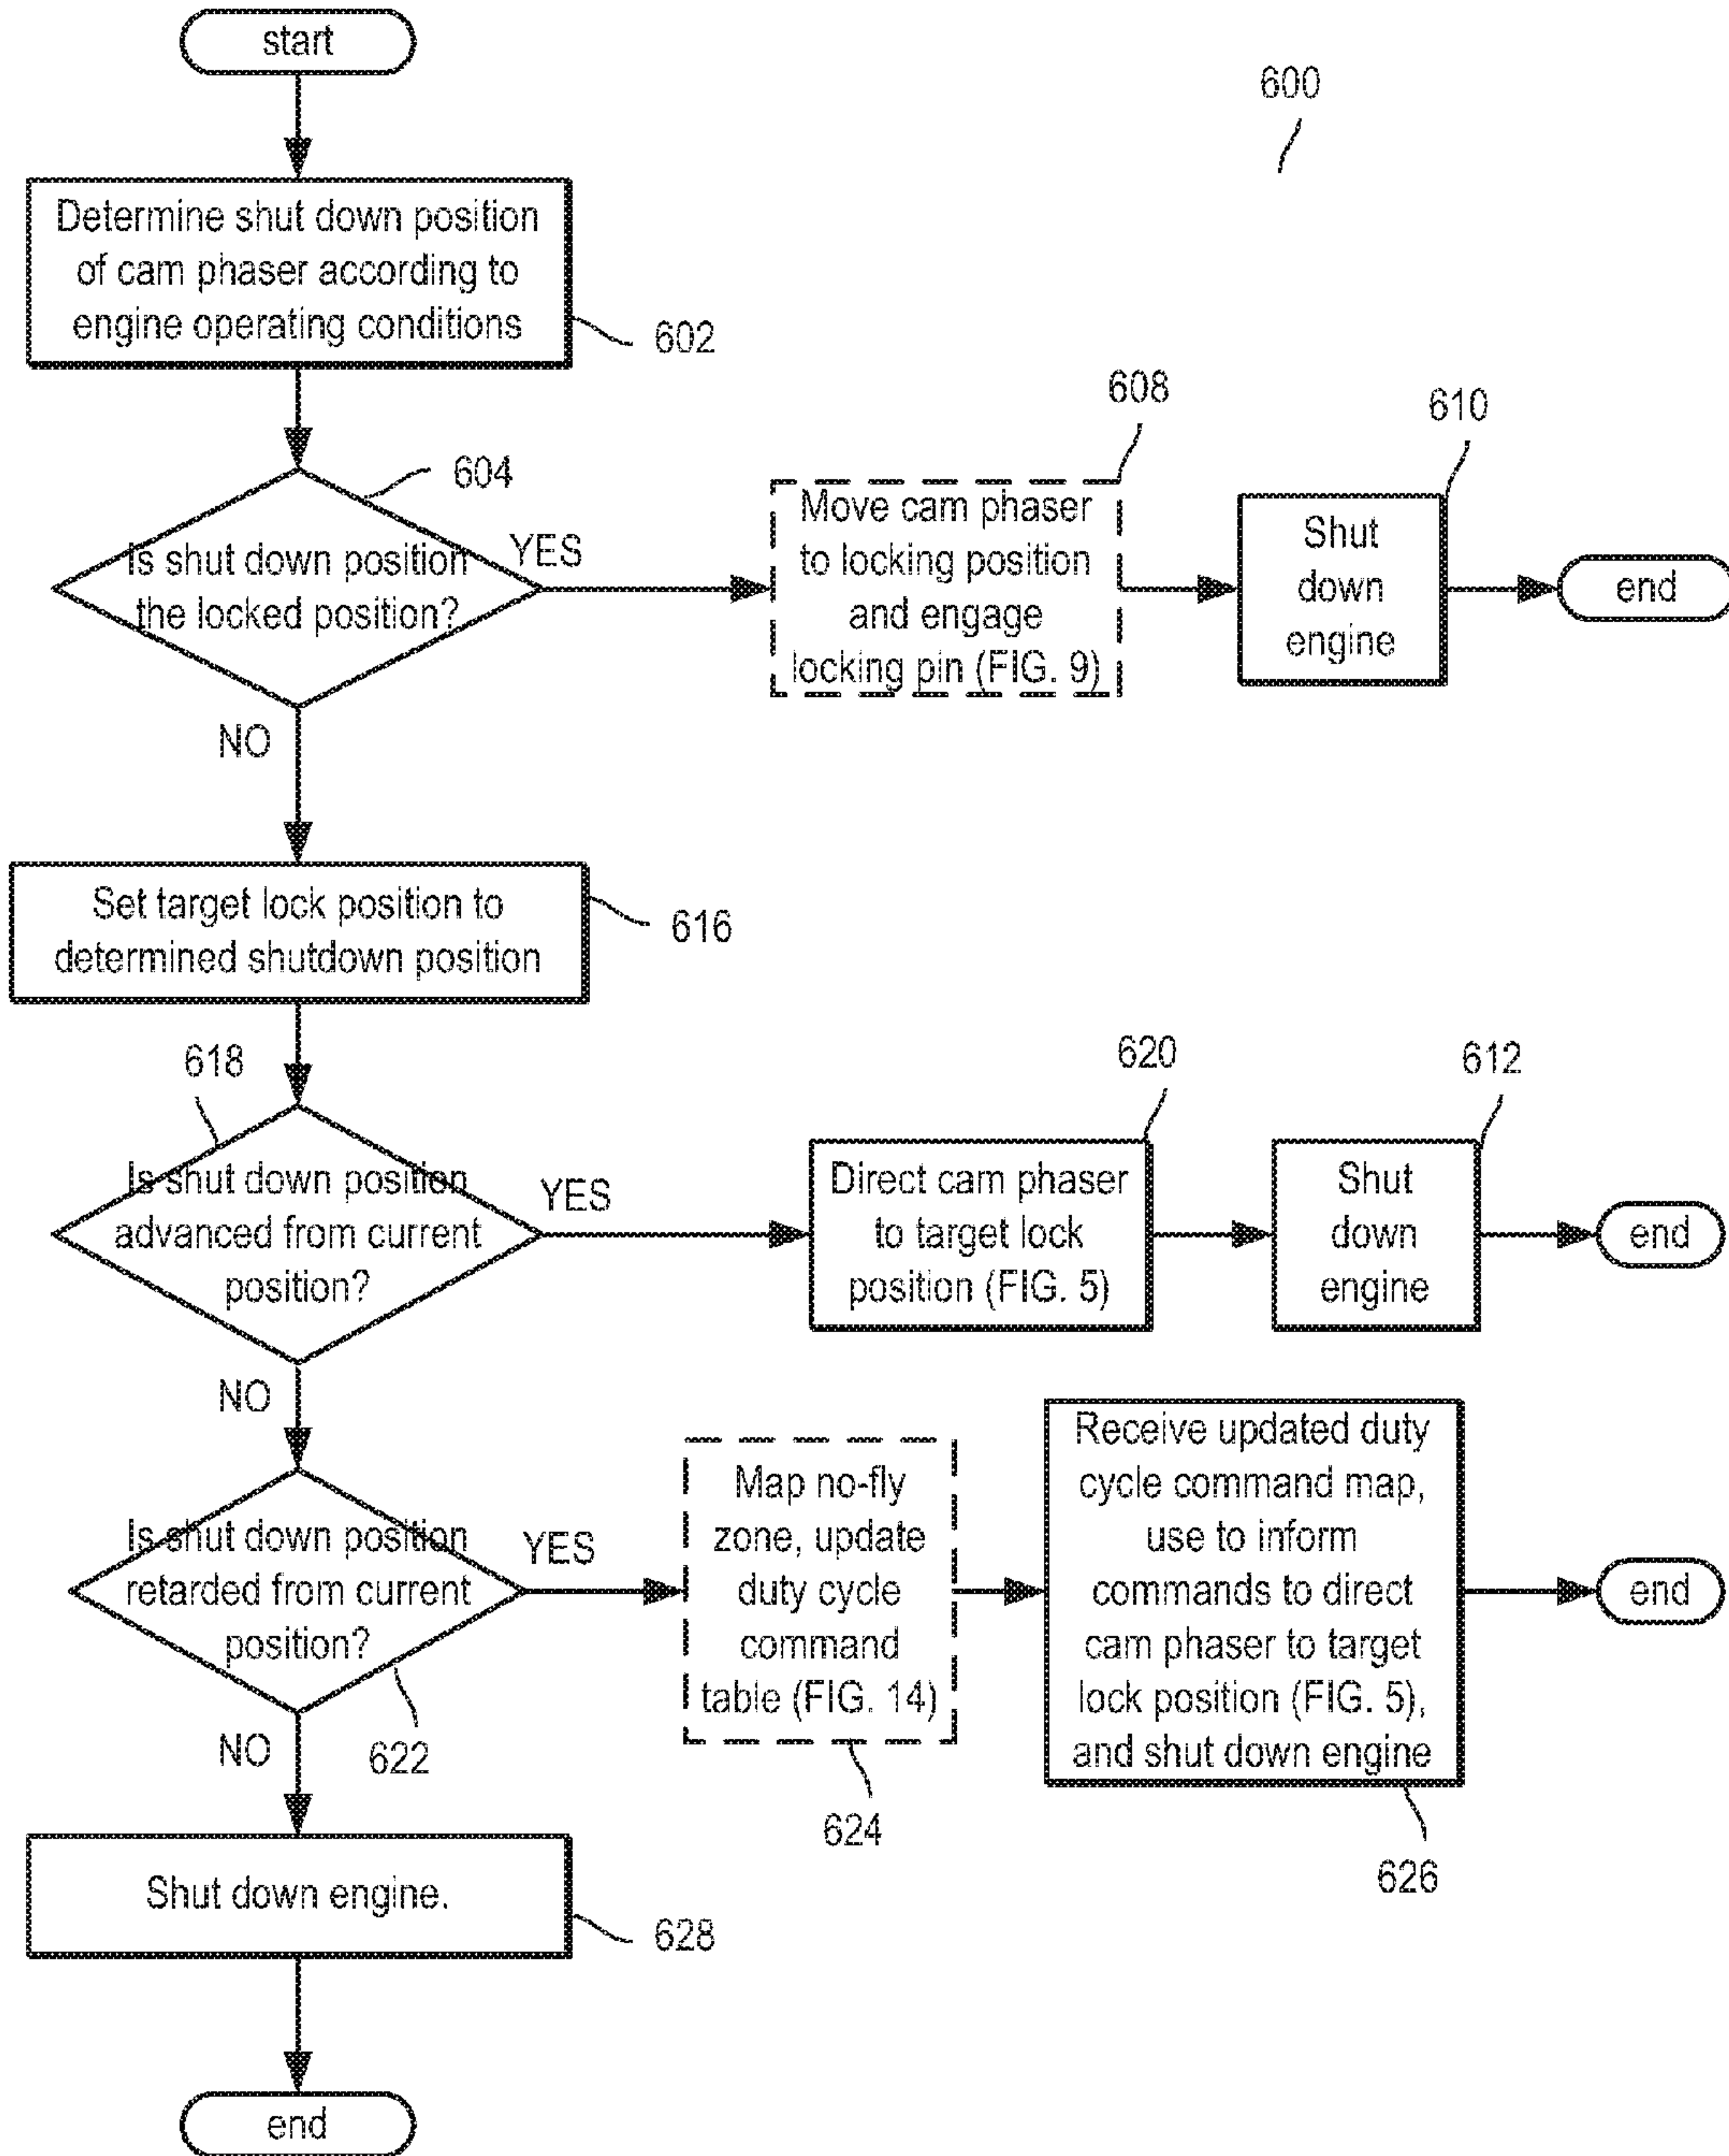 start
600
Determine shut down position
of cam phaser according to
engine operating conditions
602
604
Is shut down position
the locked position?
YES
608
Move cam phaser
to locking position
and engage
locking pin (FIG. 9)
610
Shut
down
engine
end
NO
Set target lock position to
determined shutdown position
616
618
Is shut down position
advanced from current
position?
YES
620
Direct cam phaser
to target lock
position (FIG. 5)
612
Shut
down
engine
end
NO
Is shut down position
retarded from current
position?
622
YES
Map no-fly
zone, update
duty cycle
command
table (FIG. 14)
624
Receive updated duty
cycle command map,
use to inform
commands to direct
cam phaser to target
lock position (FIG. 5),
and shut down engine
626
end
NO
Shut down engine.
628
end